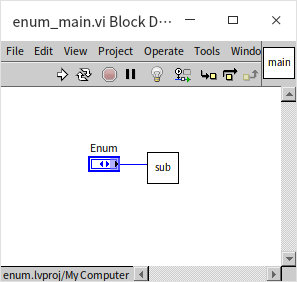 enum_main.vi Block D...
File Edit View Project Operate Tools Windo
main
Enum
sub
enum.lvproj/My Computer